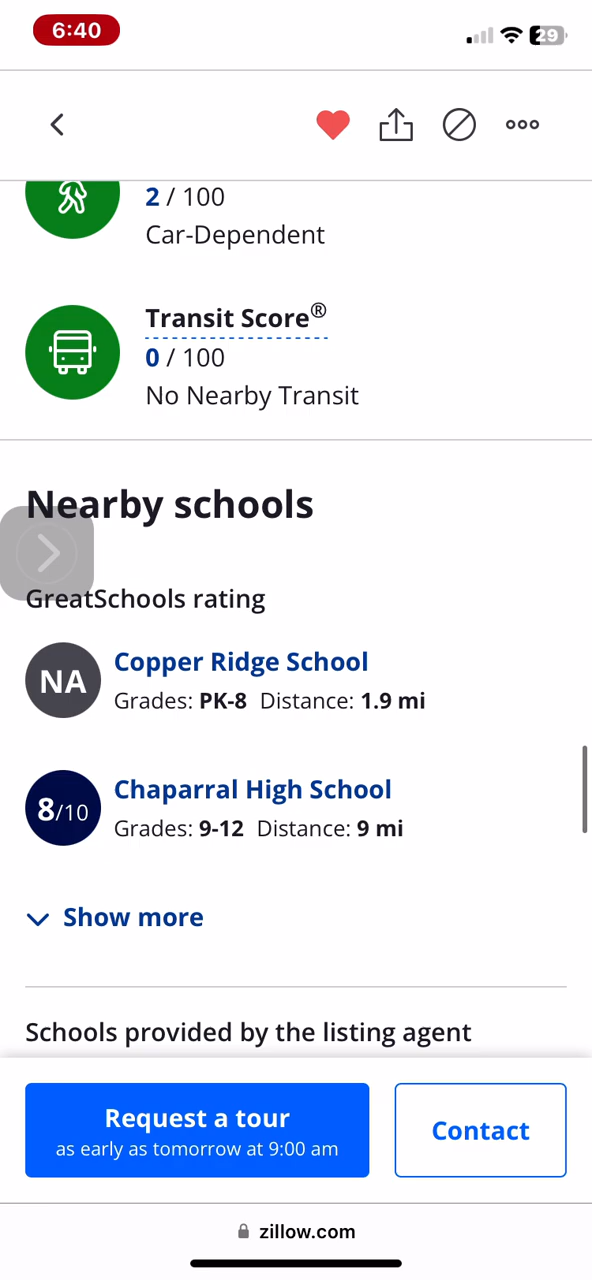 6:40
29
2 / 100
Car-Dependent
Transit Score®
0 / 100
No Nearby Transit
Nearby schools
GreatSchools rating
NA
Copper Ridge School
Grades: PK-8 Distance: 1.9 mi
8/10
Chaparral High School
Grades: 9-12 Distance: 9 mi
Show more
Schools provided by the listing agent
Request a tour
as early as tomorrow at 9:00 am
Contact
zillow.com